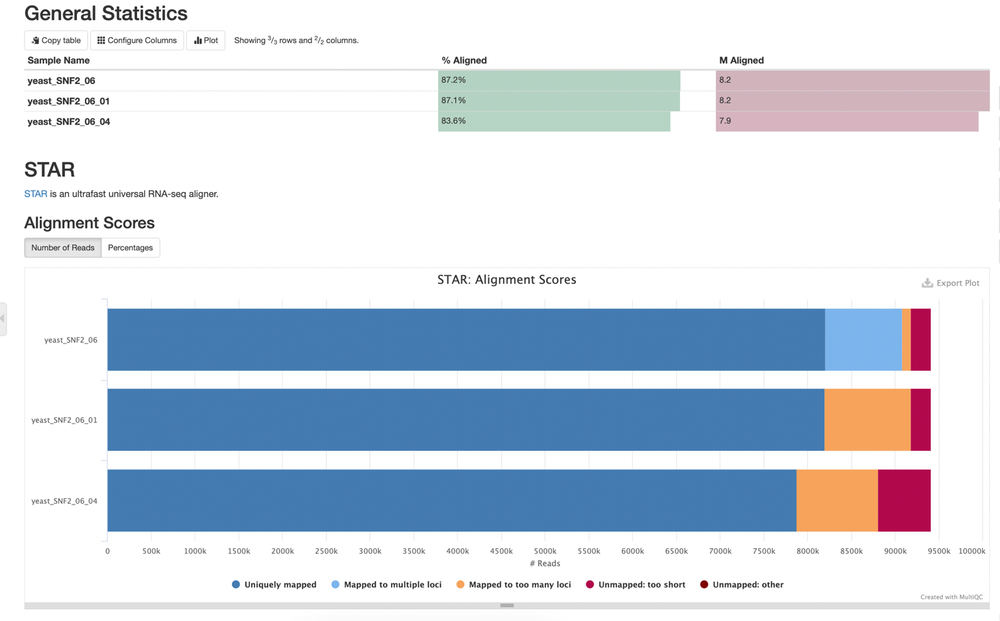 General Statistics
Copy table Configure Columns Plot Showing 3/3 rows and 2/2 columns.
Sample Name % Aligned M Aligned
yeast_SNF2_06 87.2% 8.2
yeast_SNF2_06_01 87.1% 8.2
yeast_SNF2_06_04 83.6% 7.9
STAR
STAR is an ultrafast universal RNA-seq aligner.
Alignment Scores
Number of Reads Percentages
STAR: Alignment Scores
Export Plot
yeast_SNF2_06
yeast_SNF2_06_01
yeast_SNF2_06_04
0 500k 1000k 1500k 2000k 2500k 3000k 3500k 4000k 4500k 5000k 5500k 6000k 6500k 7000k 7500k 8000k 8500k 9000k 9500k 10000k
# Reads
Uniquely mapped Mapped to multiple loci Mapped to too many loci Unmapped: too short Unmapped: other
Created with MultiQC